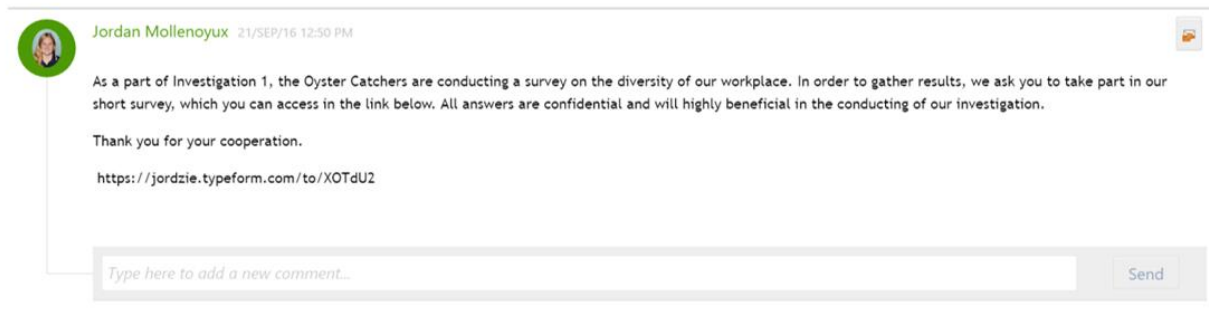 Jordan Mollenoyux 21/SEP/16 12:50 PM
As a part of Investigation 1, the Oyster Catchers are conducting a survey on the diversity of our workplace. In order to gather results, we ask you to take part in our
short survey, which you can access in the link below. All answers are confidential and will highly beneficial in the conducting of our investigation.
Thank you for your cooperation.
https://jordzie.typeform.com/to/XOTdU2
Type here to add a new comment...
Send